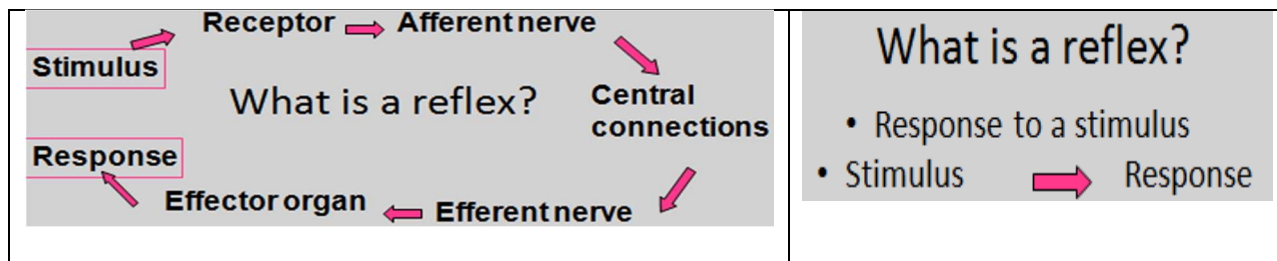 Receptor Afferent nerve
Stimulus
What is a reflex?
Central
connections
Response
Effector organ Efferent nerve
What is a reflex?
• Response to a stimulus
• Stimulus Response